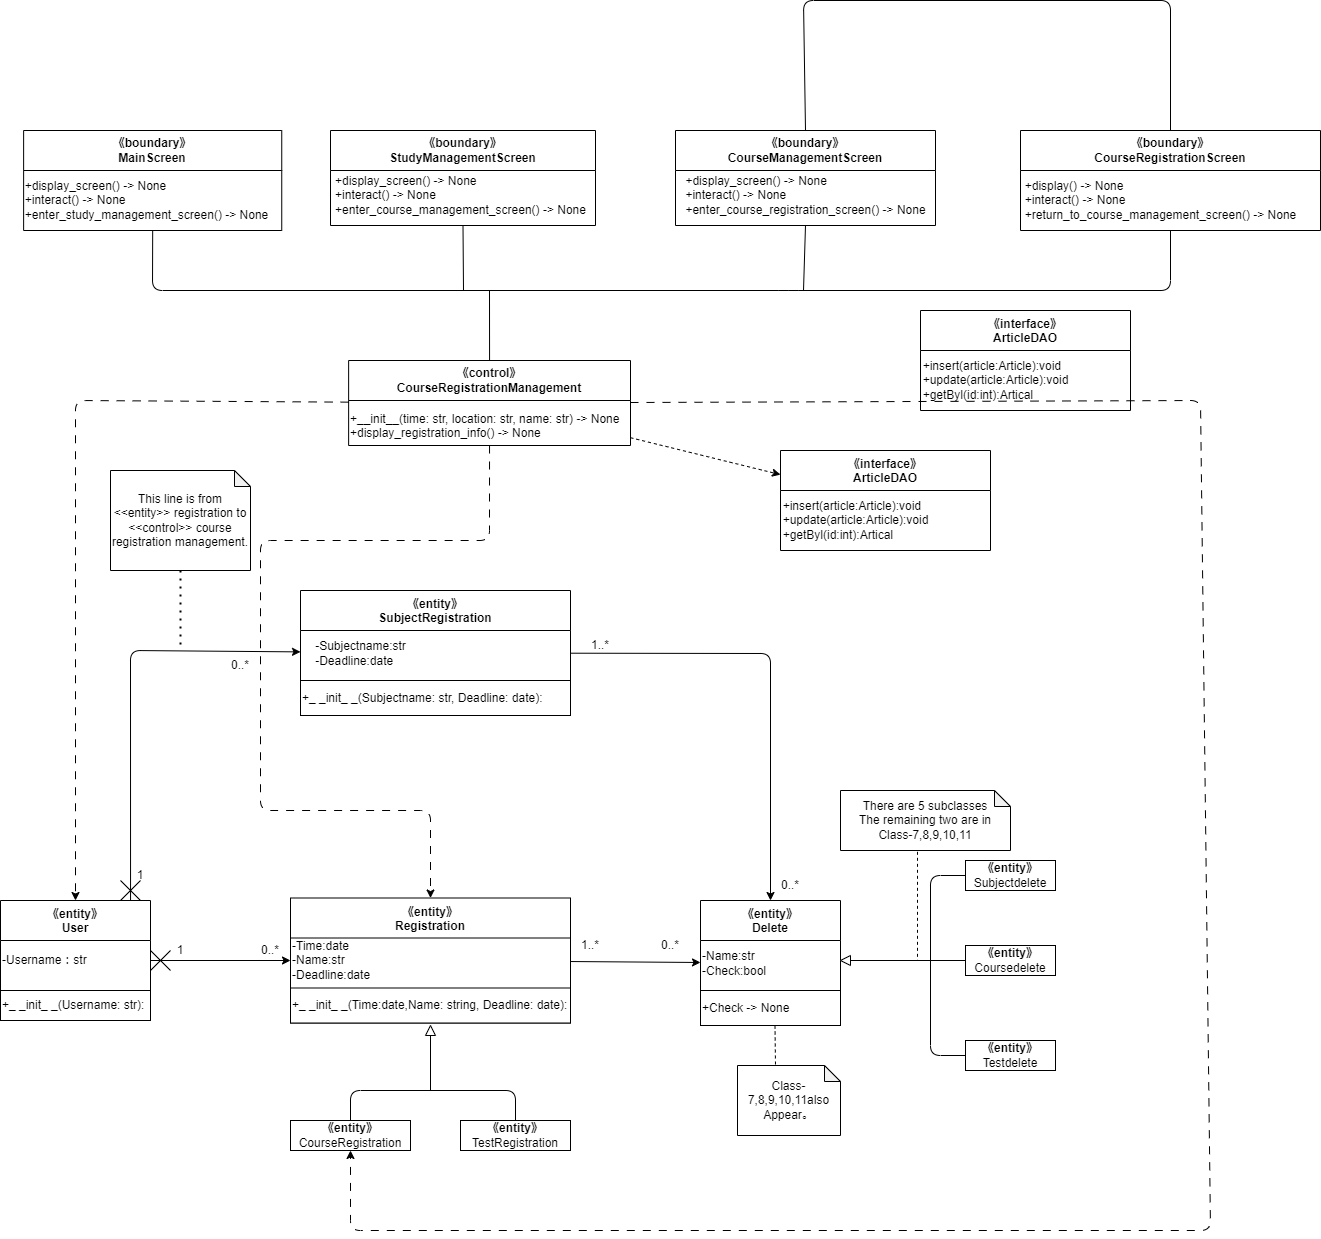 《boundary》
MainScreen
+display_screen() -> None
+interact() -> None
+enter_study_management_screen() -> None
《boundary》
StudyManagementScreen
+display_screen() -> None
+interact() -> None
+enter_course_management_screen() -> None
《boundary》
CourseManagementScreen
+display_screen() -> None
+interact() -> None
+enter_course_registration_screen() -> None
《boundary》
CourseRegistrationScreen
+display() -> None
+interact() -> None
+return_to_course_management_screen() -> None
《interface》
ArticleDAO
+insert(article:Article):void
+update(article:Article):void
+getByI(id:int):Artical
《control》
CourseRegistrationManagement
+__init__(time: str, location: str, name: str) -> None
+display_registration_info() -> None
《interface》
ArticleDAO
+insert(article:Article):void
+update(article:Article):void
+getByI(id:int):Artical
This line is from
<<entity>> registration to
<<control>> course
registration management.
《entity》
SubjectRegistration
-Subjectname:str
-Deadline:date
+_ _init_ _(Subjectname: str, Deadline: date):
0..*
1..*
There are 5 subclasses
The remaining two are in
Class-7,8,9,10,11
1
0..*
《entity》
User
-Username：str
+_ _init_ _(Username: str):
1
0..*
《entity》
Registration
-Time:date
-Name:str
-Deadline:date
+_ _init_ _(Time:date,Name: string, Deadline: date):
1..*
0..*
《entity》
Delete
-Name:str
-Check:bool
+Check -> None
《entity》
Subjectdelete
《entity》
Coursedelete
《entity》
Testdelete
Class-
7,8,9,10,11also
Appear。
《entity》
CourseRegistration
《entity》
TestRegistration